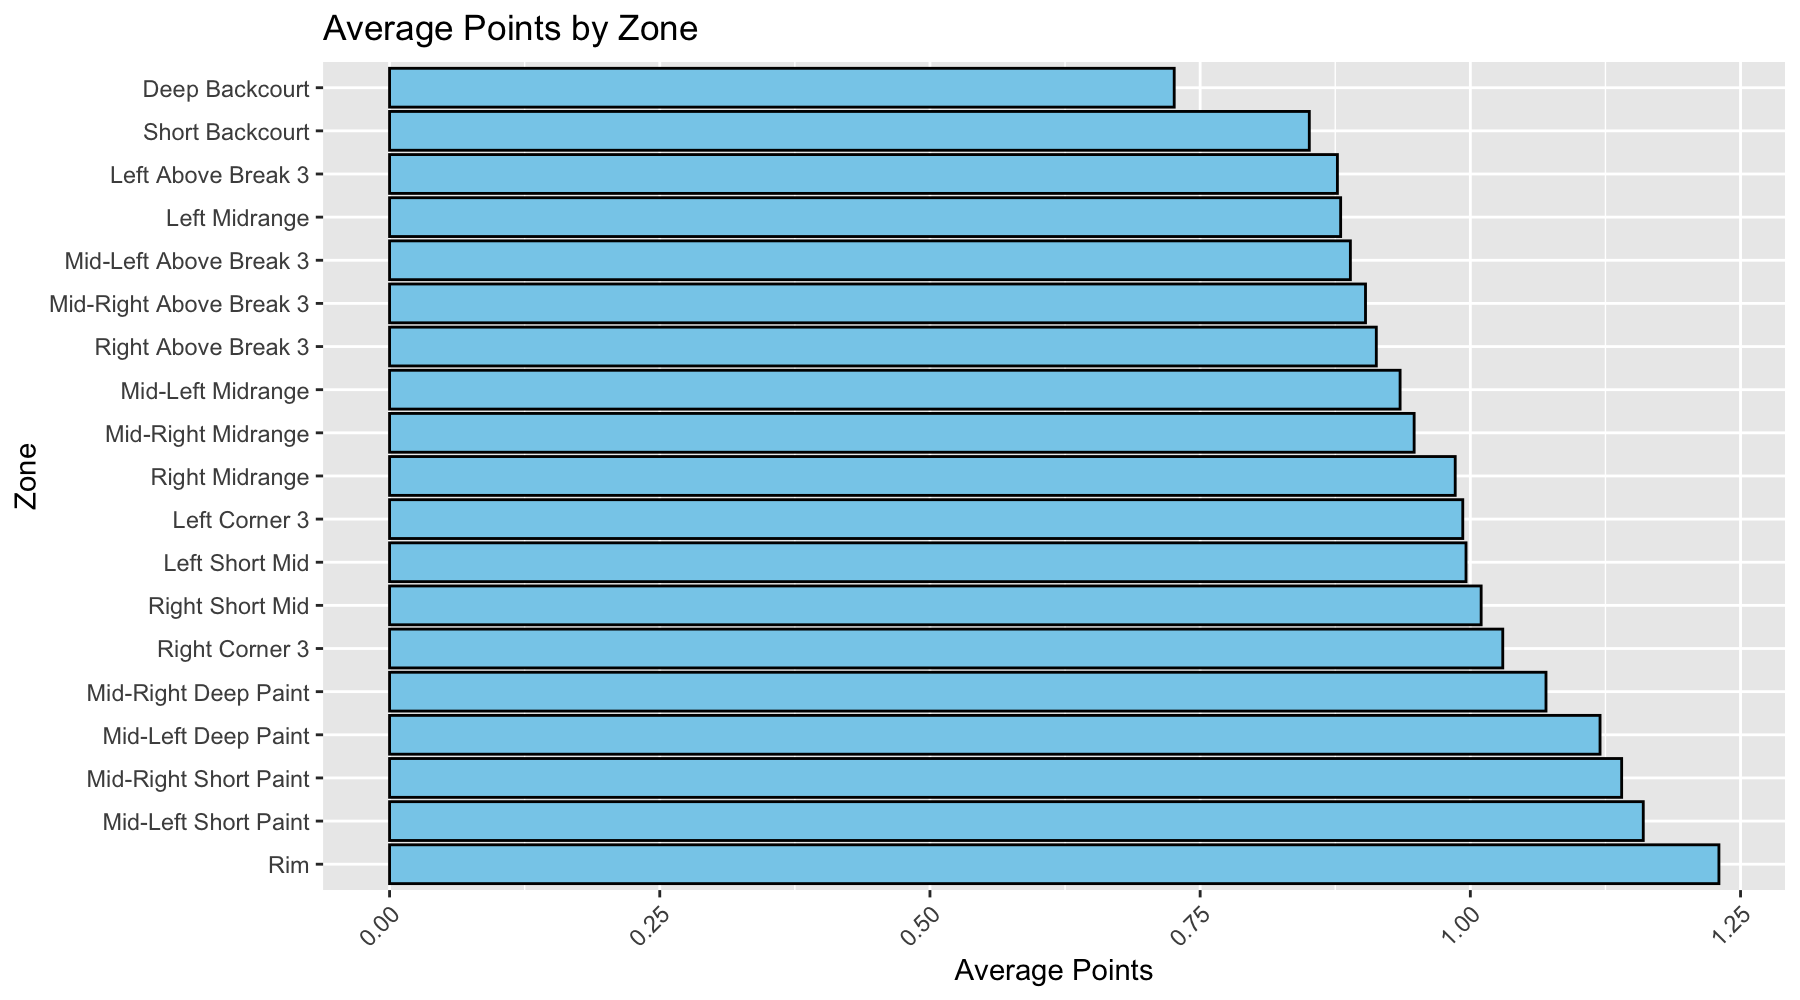 Average Points by Zone
Deep Backcourt
Short Backcourt
Left Above Break 3
Left Midrange
Mid-Left Above Break 3
Mid-Right Above Break 3
Right Above Break 3
Mid-Left Midrange
Mid-Right Midrange
Right Midrange
Left Corner 3
Left Short Mid
Right Short Mid
Right Corner 3
Mid-Right Deep Paint
Mid-Left Deep Paint
Mid-Right Short Paint
Mid-Left Short Paint
Rim
Zone
0.00
0.25
0.50
0.75
1.00
1.25
Average Points